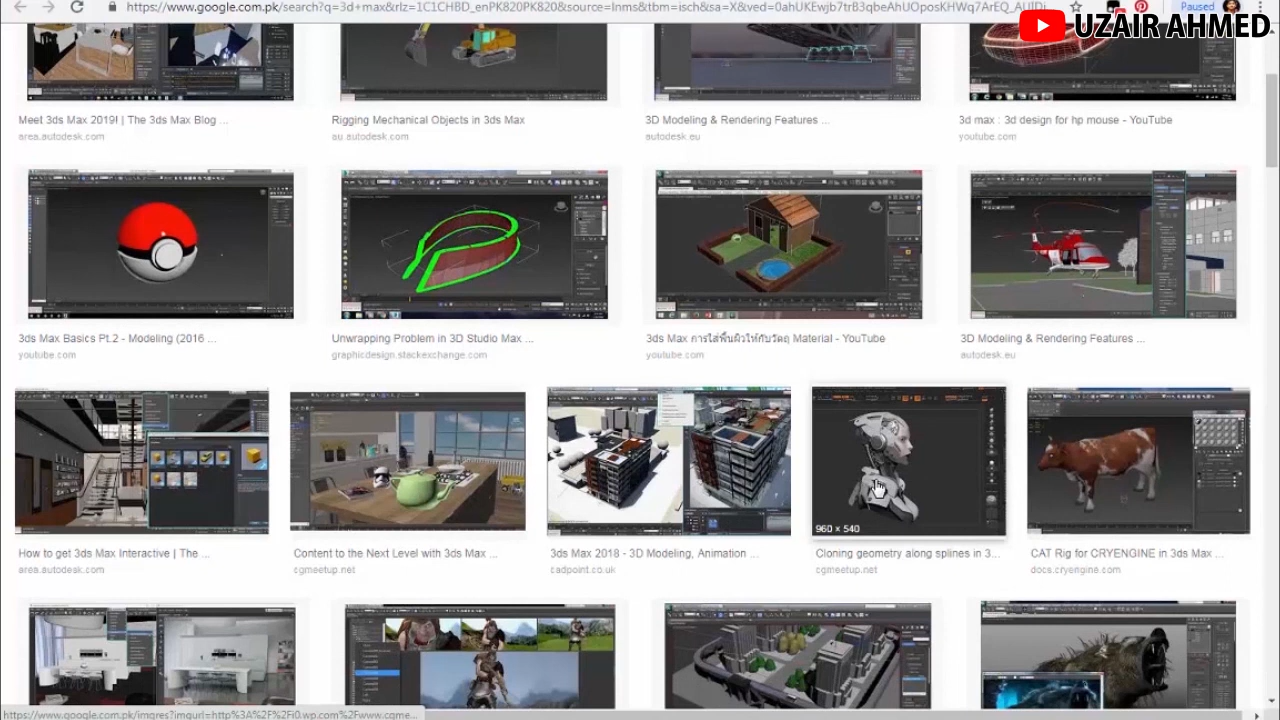 https://www.google.com.pk/search?q=3d+max&rlz=1C1CHBD_enPK820PK820&source=lnms&tbm=isch&sa=X&ved=
Paused
UZAIR AHMED
Meet 3ds Max 2019! | The 3ds Max Blog ...
Rigging Mechanical Objects in 3ds Max
3D Modeling & Rendering Features ...
3d max : 3d design for hp mouse - YouTube
area.autodesk.com
au.autodesk.com
autodesk.eu
youtube.com
3ds Max Basics Pt.2 - Modeling (2016 ...
Unwrapping Problem in 3D Studio Max ...
3ds Max การใส่พื้นผิวให้กับวัตถุ Material - YouTube
3D Modeling & Rendering Features ...
youtube.com
graphicdesign.stackexchange.com
youtube.com
autodesk.eu
960 × 540
How to get 3ds Max Interactive | The ...
Content to the Next Level with 3ds Max ...
3ds Max 2018 - 3D Modeling, Animation ...
Cloning geometry along splines in 3...
CAT Rig for CRYENGINE in 3ds Max ...
area.autodesk.com
cgmeetup.net
cadpoint.co.uk
cgmeetup.net
docs.cryengine.com
https://www.google.com.pk/imgres?imgurl=http%3A%2F%2Fi0.wp.com%2Fwww.cgme...